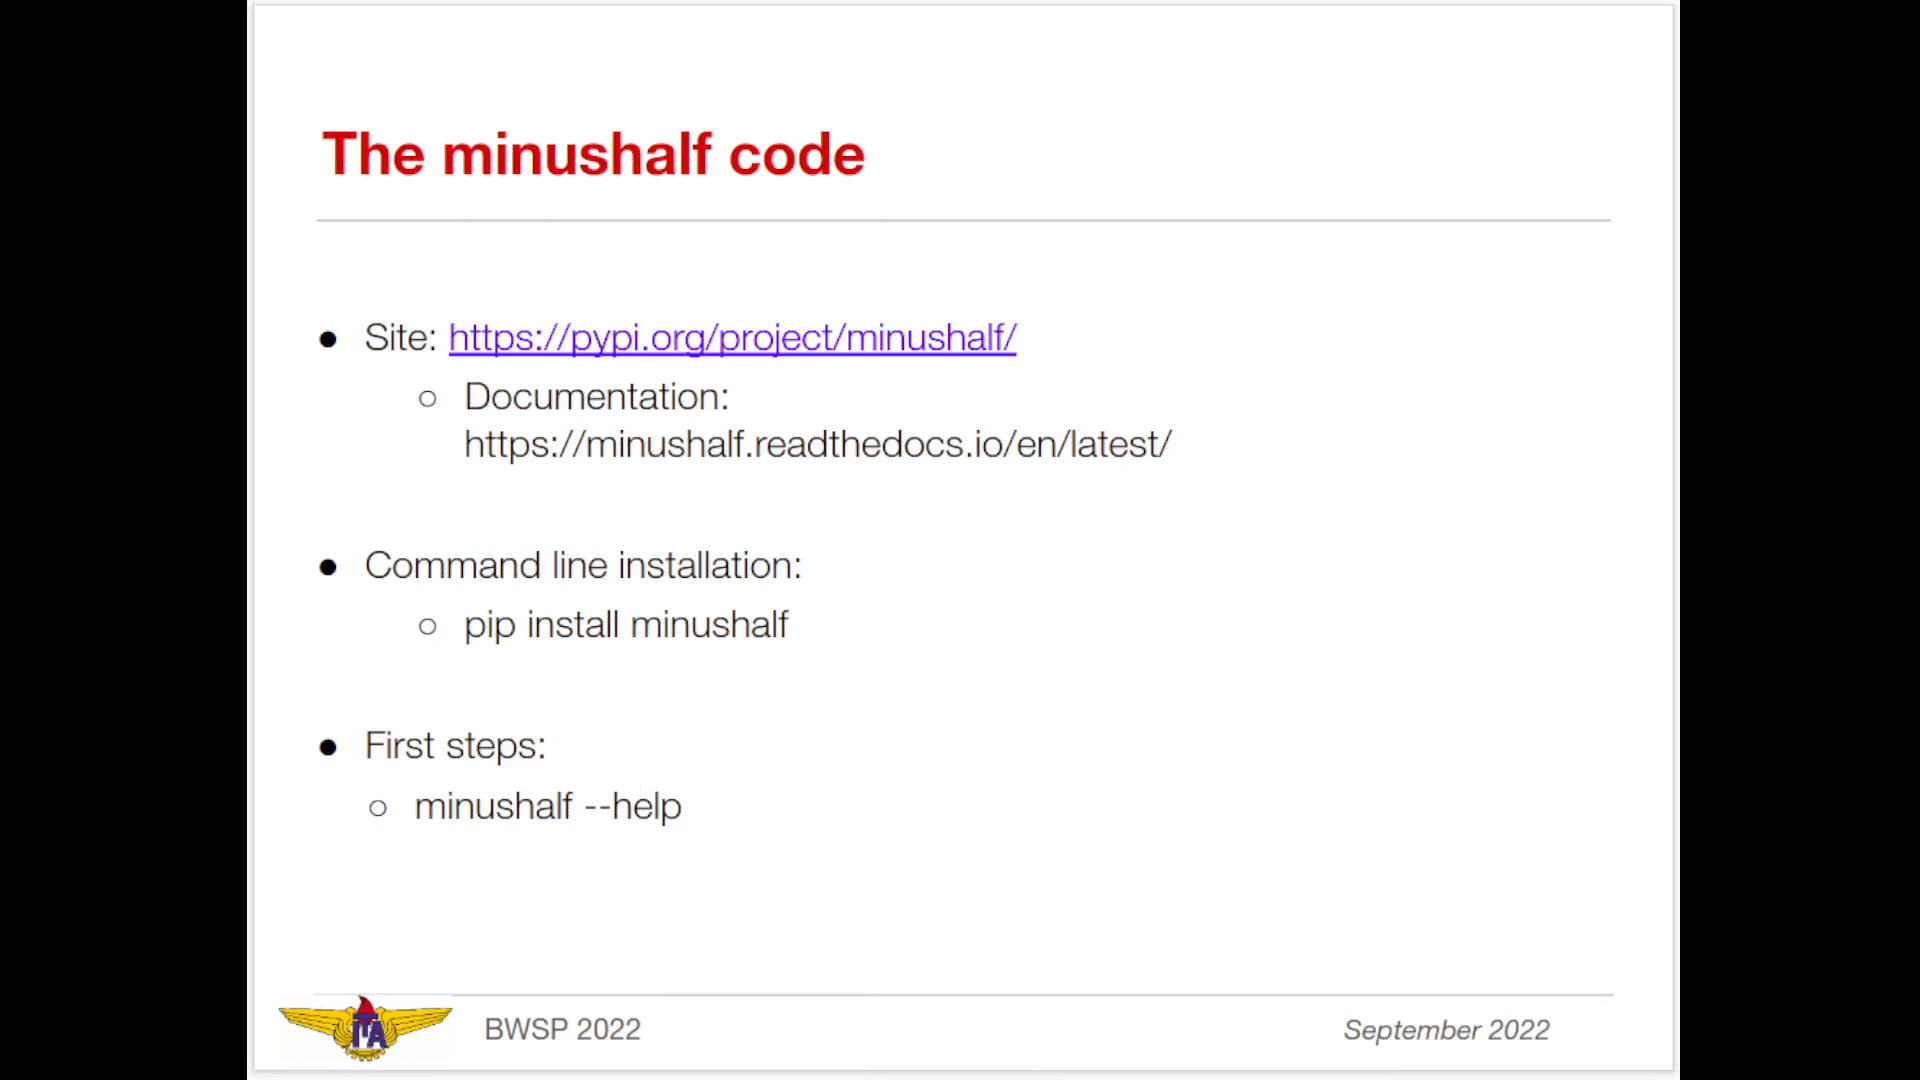 The minushalf code
● Site: https://pypi.org/project/minushalf/
○ Documentation:
https://minushalf.readthedocs.io/en/latest/
● Command line installation:
○ pip install minushalf
● First steps:
○ minushalf --help
ITA
BWSP 2022
September 2022